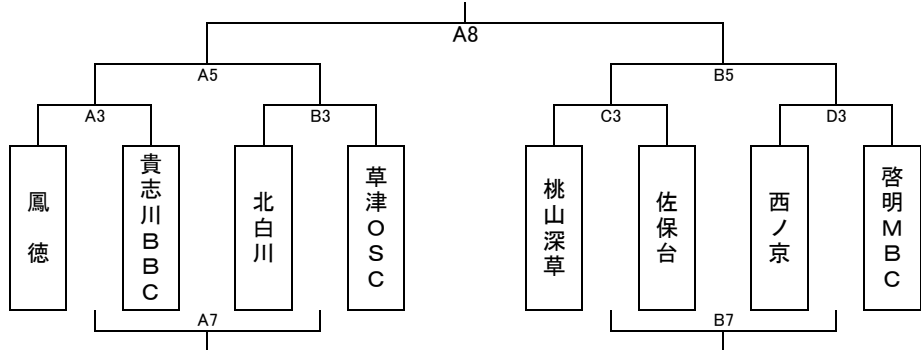 A8
A5
B5
A3
B3
C3
D3
鳳徳
貴志川BBC
北白川
草津OSC
桃山深草
佐保台
西ノ京
啓明MBC
A7
B7